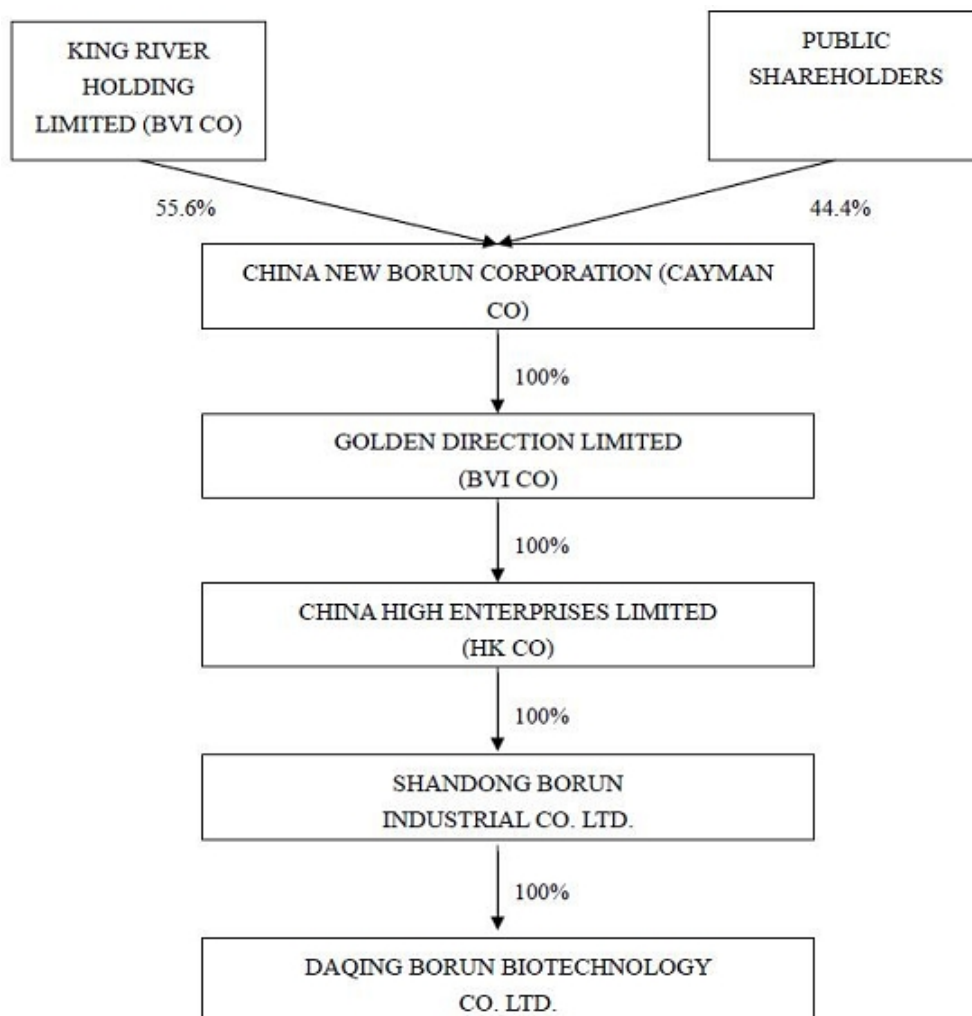 KING RIVER
HOLDING
LIMITED (BVI CO)
PUBLIC
SHAREHOLDERS
55.6%
44.4%
CHINA NEW BORUN CORPORATION (CAYMAN
CO)
100%
GOLDEN DIRECTION LIMITED
(BVI CO)
100%
CHINA HIGH ENTERPRISES LIMITED
(HK CO)
100%
SHANDONG BORUN
INDUSTRIAL CO. LTD.
100%
DAQING BORUN BIOTECHNOLOGY
CO. LTD.